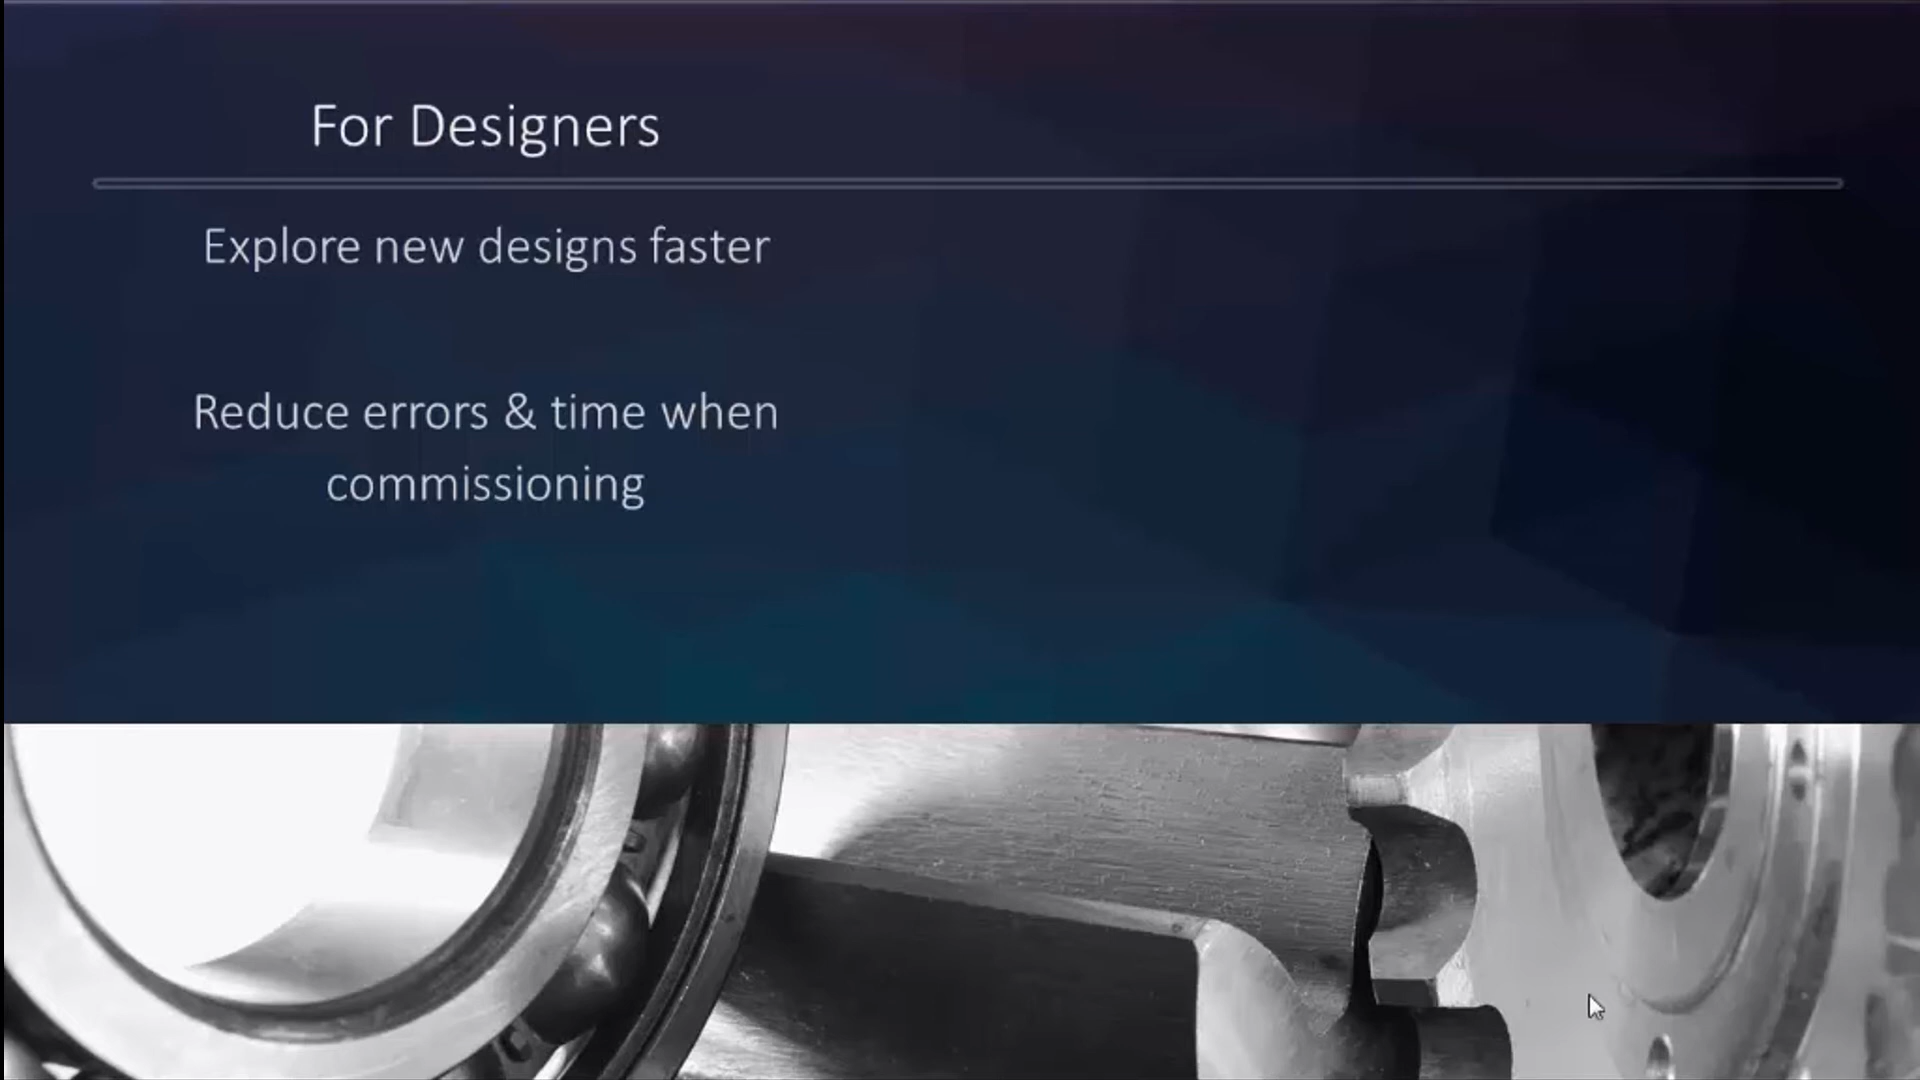 For Designers
Explore new designs faster
Reduce errors & time when
commissioning